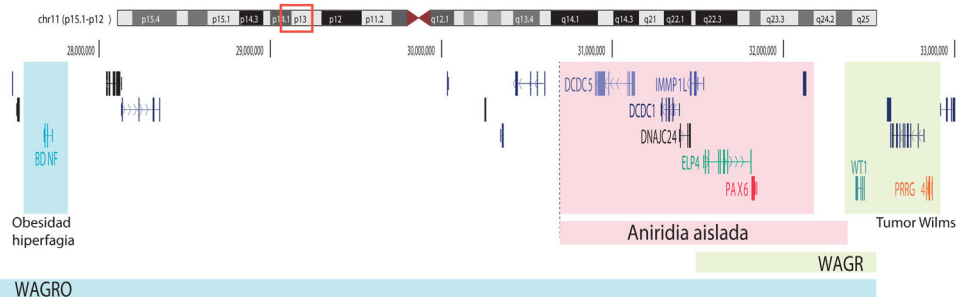 chr11 (p15.1-p12 )
p15.4 p15.1 p14.3 p14.1 p13 p12 p11.2 q12.1 q13.4 q14.1 q14.3 q21 q22.1 q22.3 q23.3 q24.2 q25
28,000,000 29,000,000 30,000,000 31,000,000 32,000,000 33,000,000
DCDC5 IMMP1L
DCDC1
DNAJC24
BDNF ELP4 WT1
PAX6 PRRG 4
Obesidad Tumor Wilms
hiperfagia
Aniridia aislada
WAGR
WAGRO